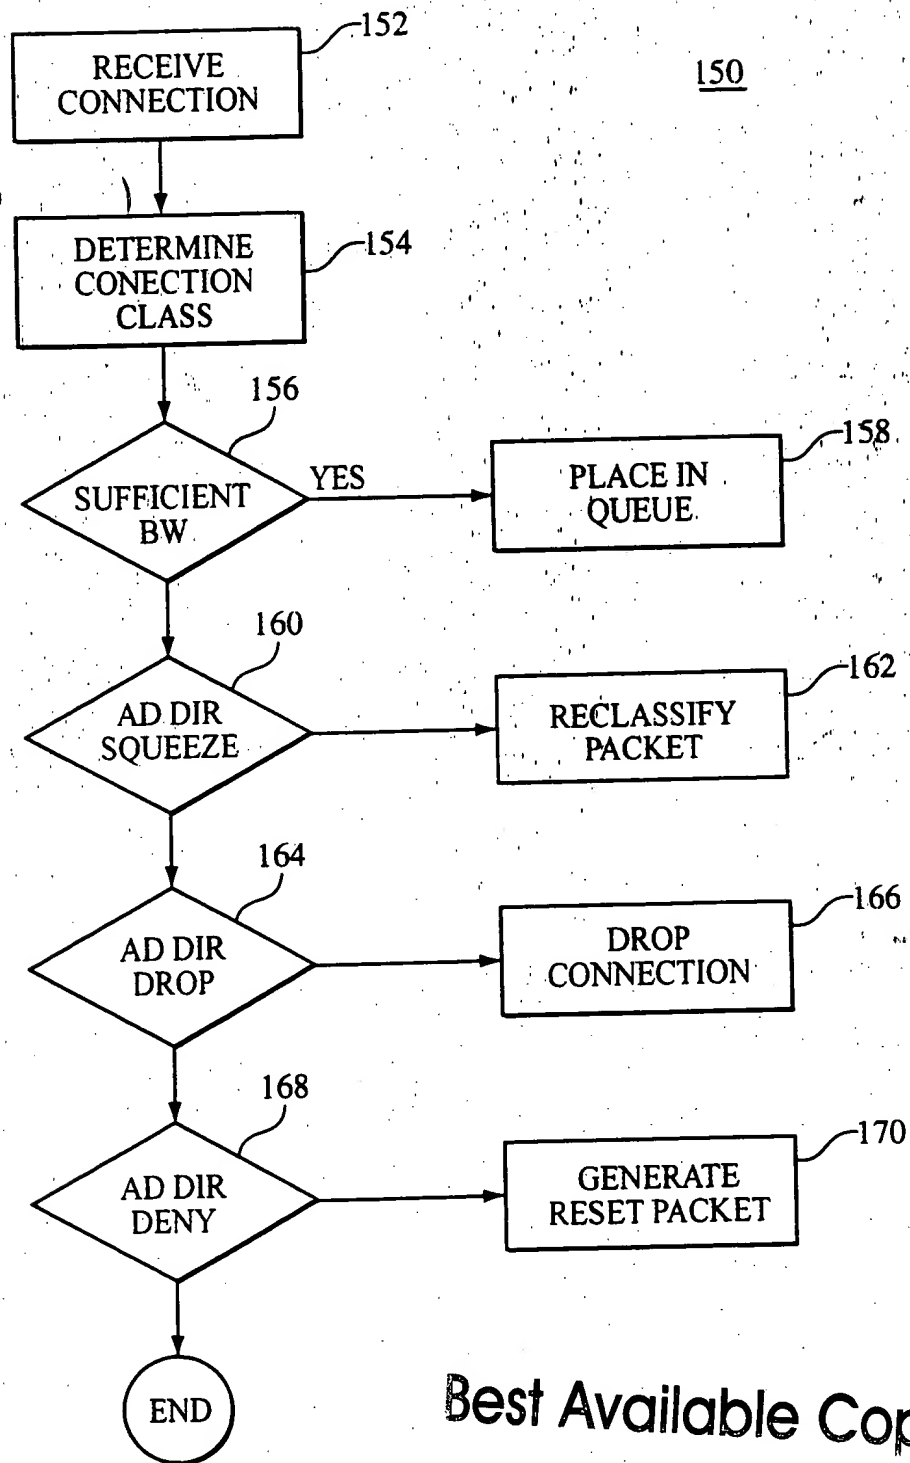 152
RECEIVE
CONNECTION
150
DETERMINE
CONECTION
CLASS
154
156
SUFFICIENT
BW
YES
158
PLACE IN
QUEUE
160
AD DIR
SQUEEZE
162
RECLASSIFY
PACKET
164
AD DIR
DROP
166
DROP
CONNECTION
168
AD DIR
DENY
170
GENERATE
RESET PACKET
END
Best Available Cop